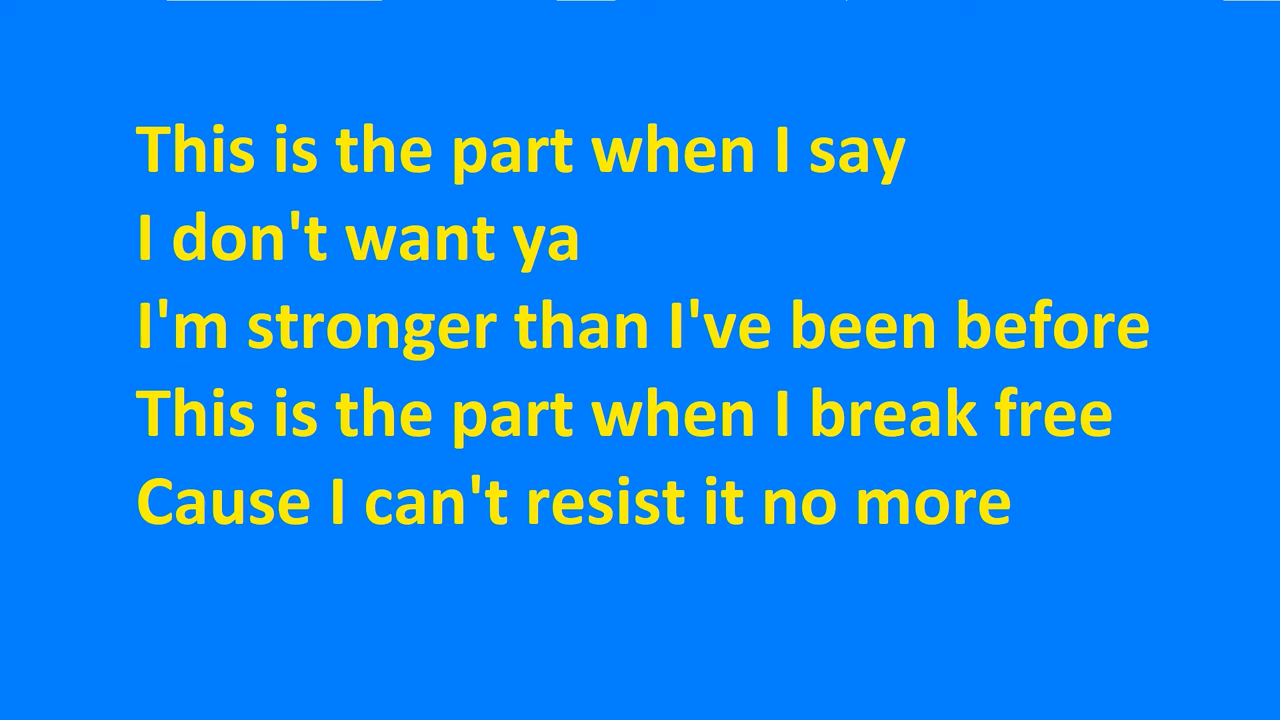 This is the part when I say
I don't want ya
I'm stronger than I've been before
This is the part when I break free
Cause I can't resist it no more